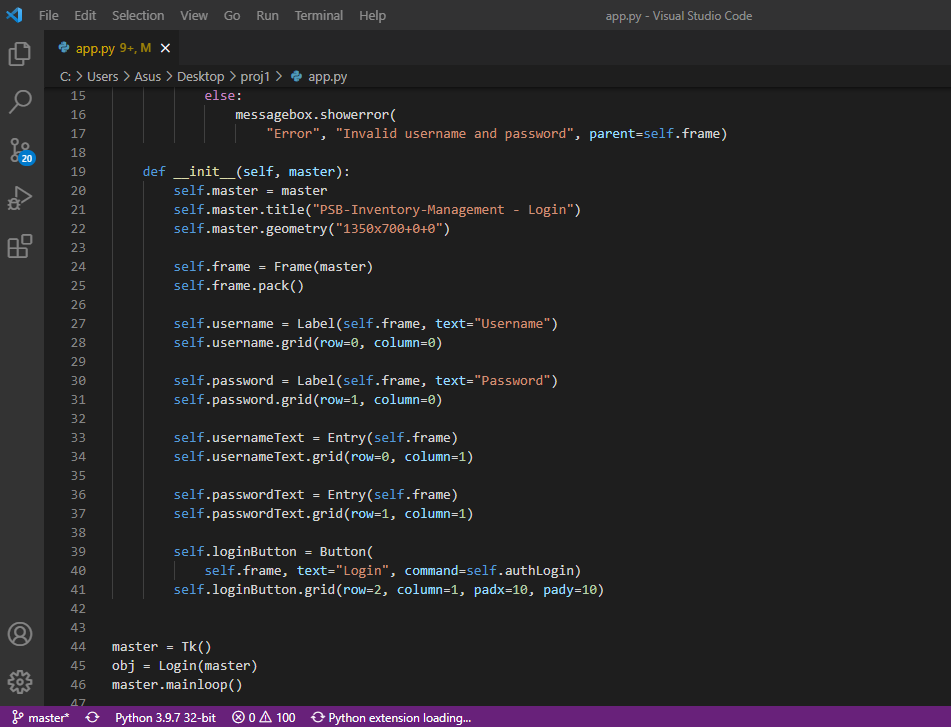 File Edit Selection View Go Run Terminal Help app.py - Visual Studio Code
app.py 9+, M
C: > Users > Asus > Desktop > proj1 > app.py
15 else:
16 messagebox.showerror(
17 "Error", "Invalid username and password", parent=self.frame)
18
19 def __init__(self, master):
20 self.master = master
21 self.master.title("PSB-Inventory-Management - Login")
22 self.master.geometry("1350x700+0+0")
23
24 self.frame = Frame(master)
25 self.frame.pack()
26
27 self.username = Label(self.frame, text="Username")
28 self.username.grid(row=0, column=0)
29
30 self.password = Label(self.frame, text="Password")
31 self.password.grid(row=1, column=0)
32
33 self.usernameText = Entry(self.frame)
34 self.usernameText.grid(row=0, column=1)
35
36 self.passwordText = Entry(self.frame)
37 self.passwordText.grid(row=1, column=1)
38
39 self.loginButton = Button(
40 self.frame, text="Login", command=self.authLogin)
41 self.loginButton.grid(row=2, column=1, padx=10, pady=10)
42
43
44 master = Tk()
45 obj = Login(master)
46 master.mainloop()
47
20
master* Python 3.9.7 32-bit 0 100 Python extension loading...